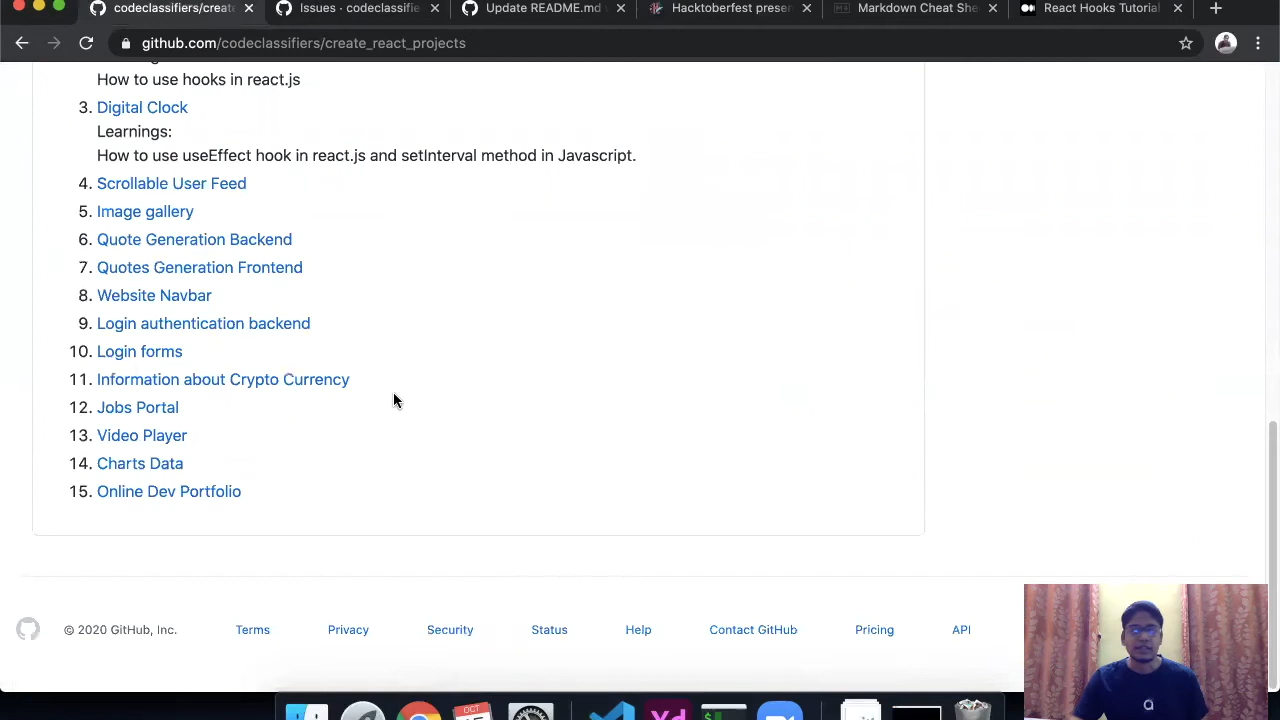 codeclassifiers/create
Issues · codeclassifie
Update README.md
Hacktoberfest presen
Markdown Cheat She
React Hooks Tutorial
github.com/codeclassifiers/create_react_projects
How to use hooks in react.js
3. Digital Clock
Learnings:
How to use useEffect hook in react.js and setInterval method in Javascript.
4. Scrollable User Feed
5. Image gallery
6. Quote Generation Backend
7. Quotes Generation Frontend
8. Website Navbar
9. Login authentication backend
10. Login forms
11. Information about Crypto Currency
12. Jobs Portal
13. Video Player
14. Charts Data
15. Online Dev Portfolio
© 2020 GitHub, Inc.
Terms
Privacy
Security
Status
Help
Contact GitHub
Pricing
API
OCT